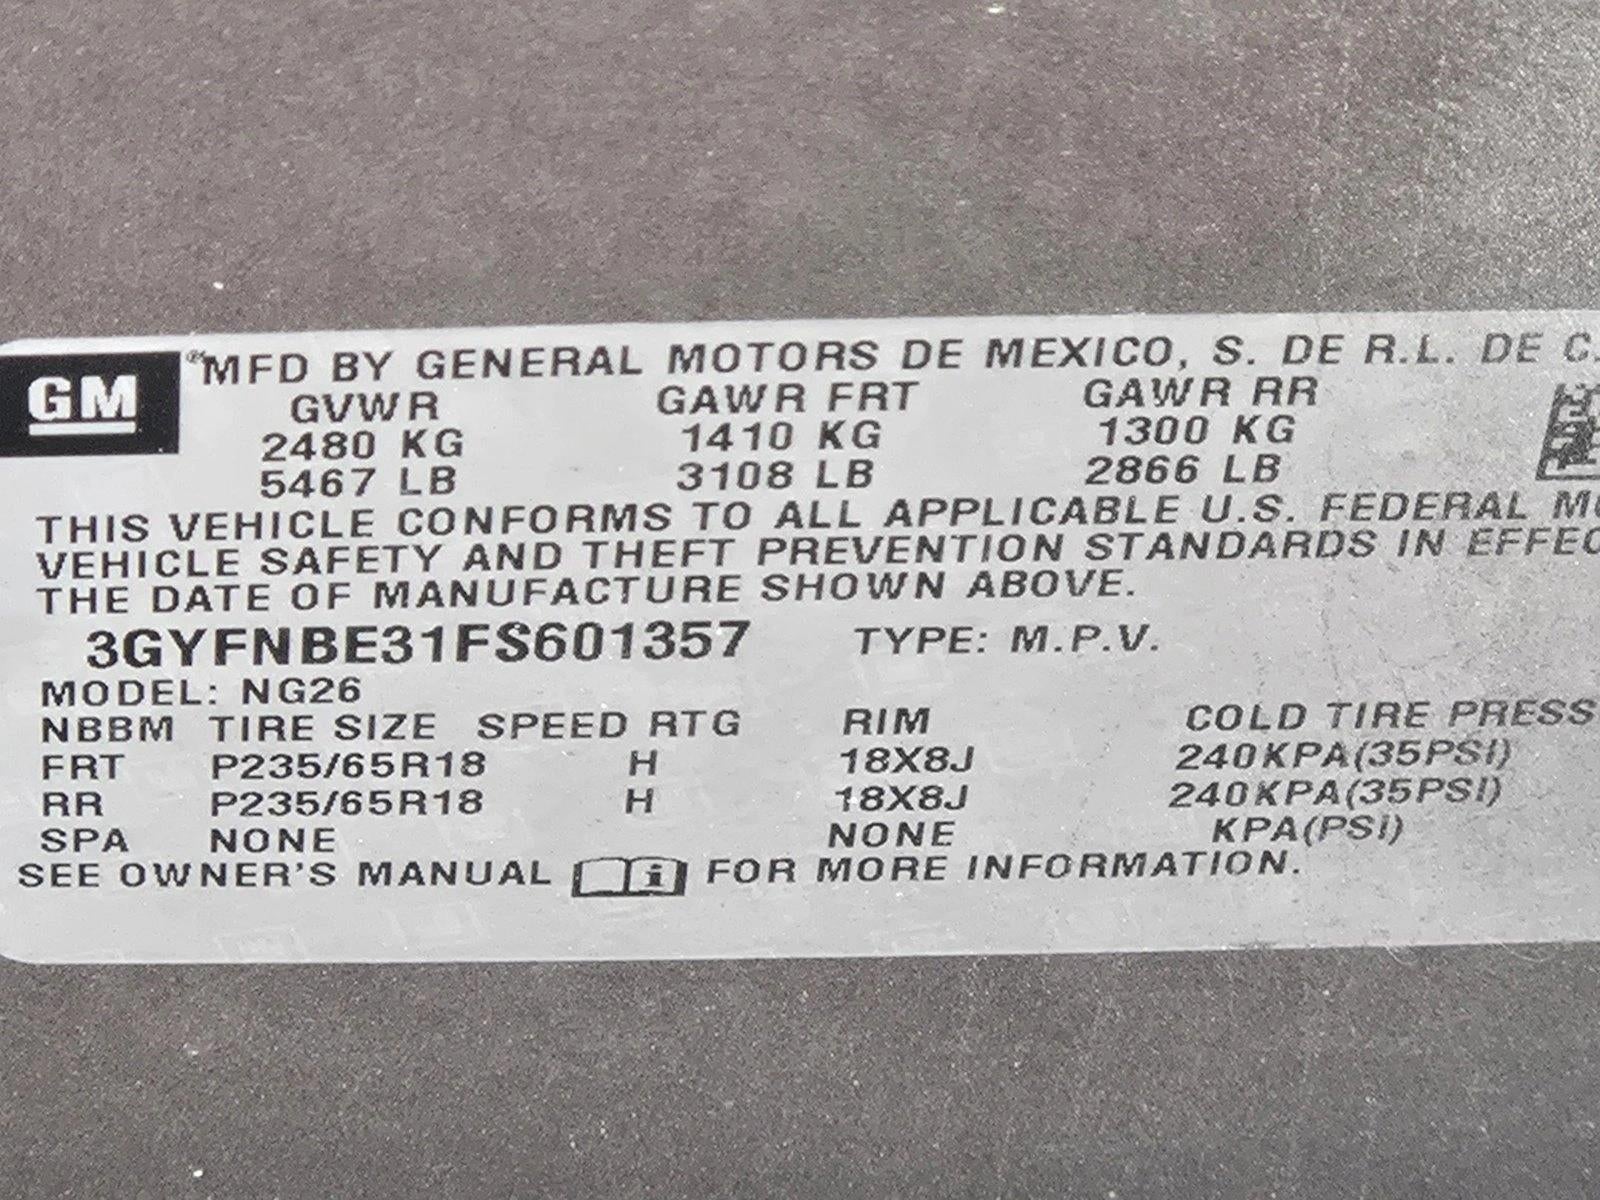 GM
® MFD BY GENERAL MOTORS DE MEXICO, S. DE R.L. DE C.
GVWR GAWR FRT GAWR RR
2480 KG 1410 KG 1300 KG
5467 LB 3108 LB 2866 LB
THIS VEHICLE CONFORMS TO ALL APPLICABLE U.S. FEDERAL MO
VEHICLE SAFETY AND THEFT PREVENTION STANDARDS IN EFFEC
THE DATE OF MANUFACTURE SHOWN ABOVE.
3GYFNBE31FS601357 TYPE: M.P.V.
MODEL: NG26
NBBM TIRE SIZE SPEED RTG RIM COLD TIRE PRESS
FRT P235/65R18 H 18X8J 240KPA(35PSI)
RR P235/65R18 H 18X8J 240KPA(35PSI)
SPA NONE NONE KPA(PSI)
SEE OWNER'S MANUAL i FOR MORE INFORMATION.